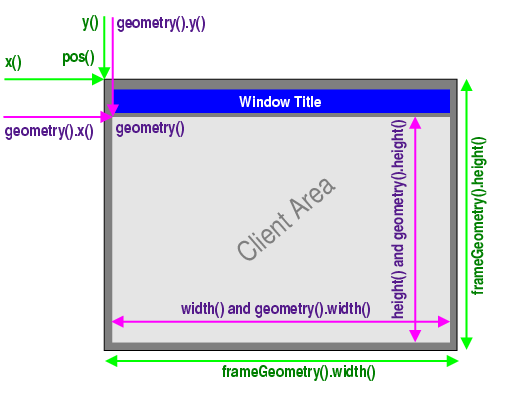 y()
geometry().y()
x()
pos()
Window Title
geometry().x()
geometry()
Client Area
height() and geometry().height()
frameGeometry().height()
width() and geometry().width()
frameGeometry().width()